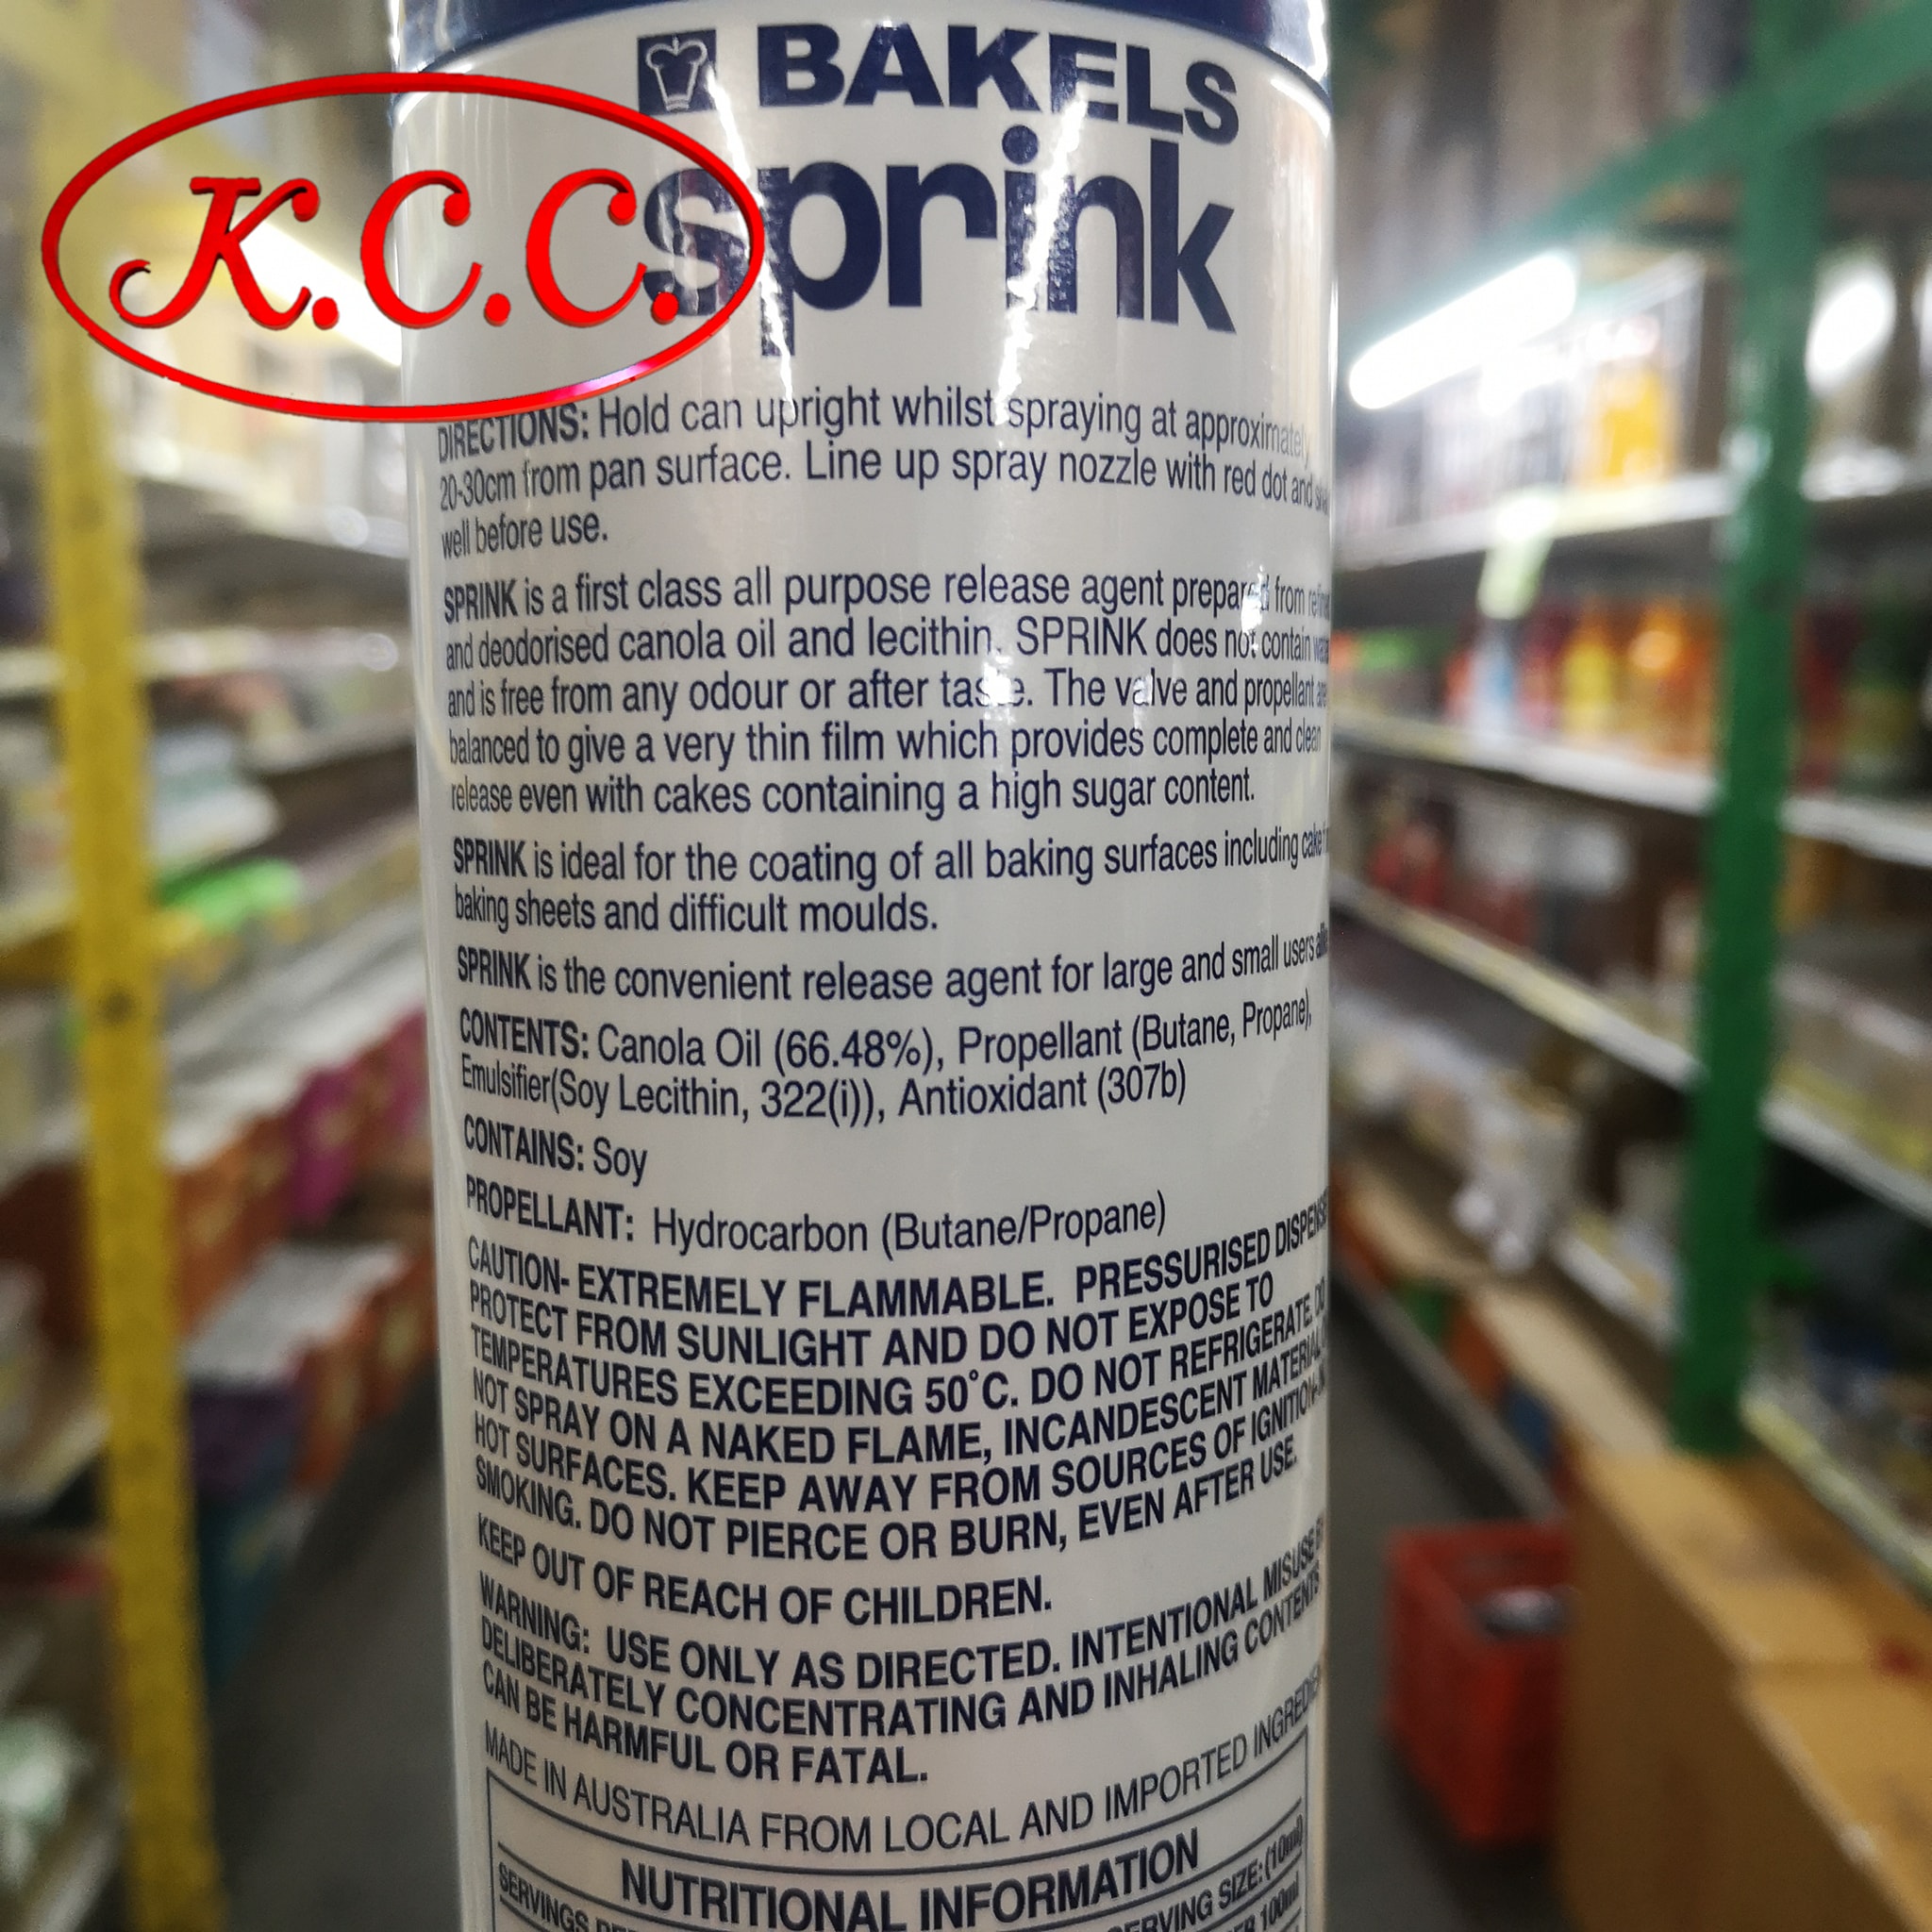 BAKELS
K.C.C.
sprink
DIRECTIONS: Hold can upright whilst spraying at approximately
20-30cm from pan surface. Line up spray nozzle with red dot and
well before use.
SPRINK is a first class all purpose release agent prepared from
and deodorised canola oil and lecithin. SPRINK does not contain
and is free from any odour or after taste. The valve and propellant are
balanced to give a very thin film which provides complete and clean
release even with cakes containing a high sugar content.
SPRINK is ideal for the coating of all baking surfaces including cake
baking sheets and difficult moulds.
SPRINK is the convenient release agent for large and small users
CONTENTS: Canola Oil (66.48%), Propellant (Butane, Propane),
Emulsifier(Soy Lecithin, 322(i)), Antioxidant (307b)
CONTAINS: Soy
PROPELLANT: Hydrocarbon (Butane/Propane)
CAUTION- EXTREMELY FLAMMABLE. PRESSURISED
PROTECT FROM SUNLIGHT AND DO NOT EXPOSE TO
TEMPERATURES EXCEEDING 50°C. DO NOT REFRIGERATE. DO
NOT SPRAY ON A NAKED FLAME, INCANDESCENT MATERIAL
HOT SURFACES. KEEP AWAY FROM SOURCES OF IGNITION-
SMOKING. DO NOT PIERCE OR BURN, EVEN AFTER USE.
KEEP OUT OF REACH OF CHILDREN.
WARNING: USE ONLY AS DIRECTED. INTENTIONAL MISUSE
DELIBERATELY CONCENTRATING AND INHALING CONTENTS
CAN BE HARMFUL OR FATAL.
MADE IN AUSTRALIA FROM LOCAL AND IMPORTED
NUTRITIONAL INFORMATION
SERVINGS SERVING SIZE: (10ml)
100ml